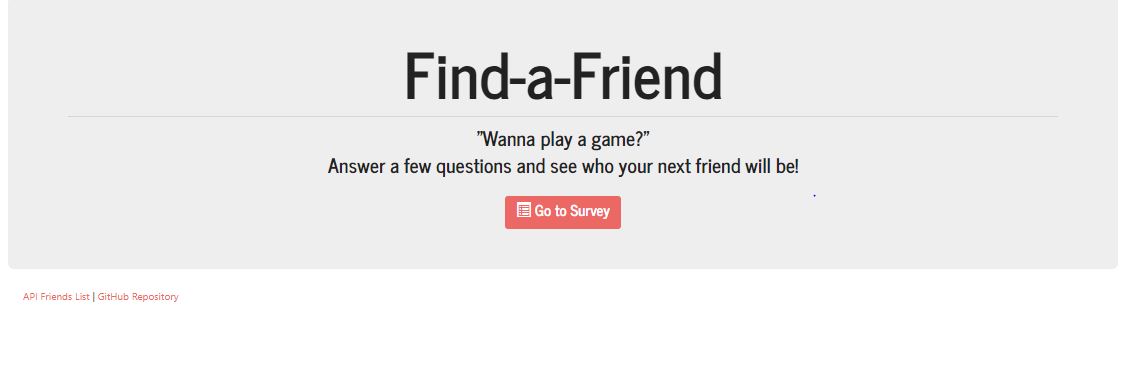 Find-a-Friend
"Wanna play a game?"
Answer a few questions and see who your next friend will be!
Go to Survey
API Friends List | GitHub Repository